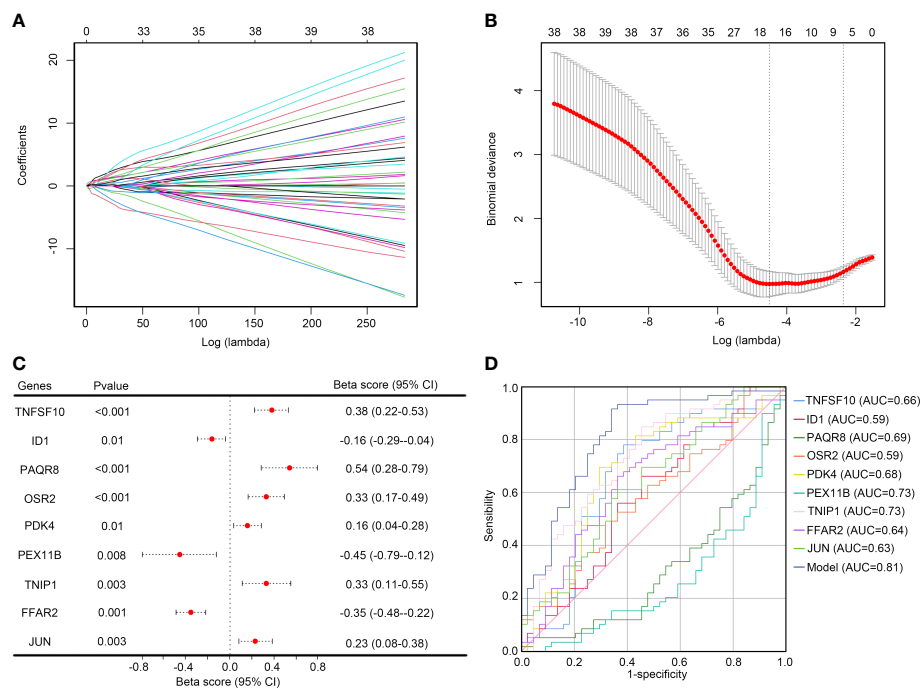 A
0 33 35 38 38
20
10
0
-10
Coefficients
0 50 100 150 200 250
Log (lambda)
B
38 38 39 38 37 36 35 27 18 16 10 9 5 0
4
3
2
1
Binomial deviance
-10 -8 -6 -4 -2
Log (lambda)
C
Genes Pvalue Beta score (95% CI)
TNFSF10 <0.001 0.38 (0.22-0.53)
ID1 0.01 -0.16 (-0.29--0.04)
PAQR8 <0.001 0.54 (0.28-0.79)
OSR2 <0.001 0.33 (0.17-0.49)
PDK4 0.01 0.16 (0.04-0.28)
PEX11B 0.008 -0.45 (-0.79--0.12)
TNIP1 0.003 0.33 (0.11-0.55)
FFAR2 0.001 -0.35 (-0.48--0.22)
JUN 0.003 0.23 (0.08-0.38)
-0.8 -0.4 0.0 0.4 0.8
Beta score (95% CI)
D
1.0
0.8
0.6
0.4
0.2
Sensibility
0.0 0.2 0.4 0.6 0.8 1.0
1-specificity
TNFSF10 (AUC=0.66)
ID1 (AUC=0.59)
PAQR8 (AUC=0.69)
OSR2 (AUC=0.59)
PDK4 (AUC=0.68)
PEX11B (AUC=0.73)
TNIP1 (AUC=0.73)
FFAR2 (AUC=0.64)
JUN (AUC=0.63)
Model (AUC=0.81)